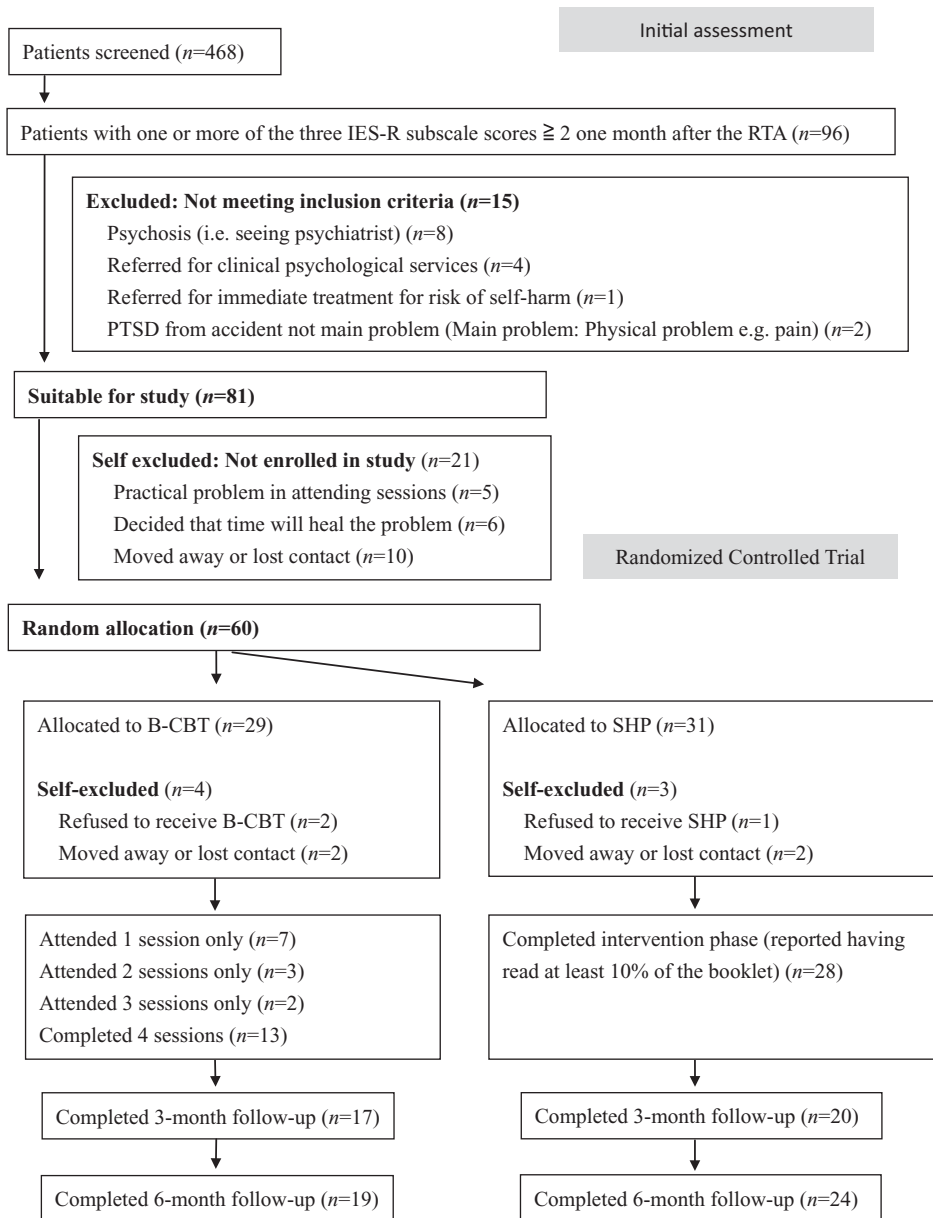 Initial assessment
Patients screened (n=468)
Patients with one or more of the three IES-R subscale scores ≧ 2 one month after the RTA (n=96)
Excluded: Not meeting inclusion criteria (n=15)
Psychosis (i.e. seeing psychiatrist) (n=8)
Referred for clinical psychological services (n=4)
Referred for immediate treatment for risk of self-harm (n=1)
PTSD from accident not main problem (Main problem: Physical problem e.g. pain) (n=2)
Suitable for study (n=81)
Self excluded: Not enrolled in study (n=21)
Practical problem in attending sessions (n=5)
Decided that time will heal the problem (n=6)
Moved away or lost contact (n=10)
Randomized Controlled Trial
Random allocation (n=60)
Allocated to B-CBT (n=29)
Self-excluded (n=4)
Refused to receive B-CBT (n=2)
Moved away or lost contact (n=2)
Allocated to SHP (n=31)
Self-excluded (n=3)
Refused to receive SHP (n=1)
Moved away or lost contact (n=2)
Attended 1 session only (n=7)
Attended 2 sessions only (n=3)
Attended 3 sessions only (n=2)
Completed 4 sessions (n=13)
Completed intervention phase (reported having
read at least 10% of the booklet) (n=28)
Completed 3-month follow-up (n=17)
Completed 3-month follow-up (n=20)
Completed 6-month follow-up (n=19)
Completed 6-month follow-up (n=24)